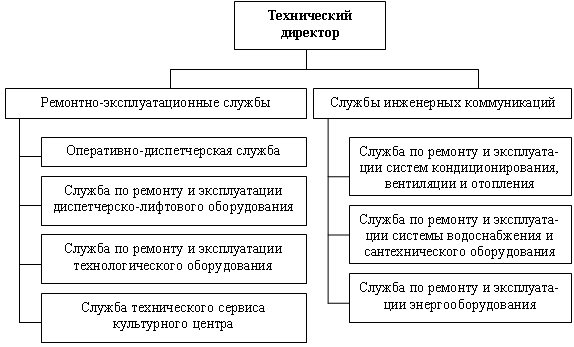 Технический
директор
Ремонтно-эксплуатационные службы
Службы инженерных коммуникаций
Оперативно-диспетчерская служба
Служба по ремонту и эксплуатации
диспетчерско-лифтового оборудования
Служба по ремонту и эксплуатации
технологического оборудования
Служба технического сервиса
культурного центра
Служба по ремонту и эксплуата-
ции систем кондиционирования,
вентиляции и отопления
Служба по ремонту и эксплуата-
ции системы водоснабжения и
сантехнического оборудования
Служба по ремонту и эксплуата-
ции энергооборудования